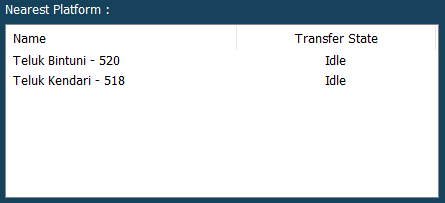 Nearest Platform :
Name Transfer State
Teluk Bintuni - 520 Idle
Teluk Kendari - 518 Idle